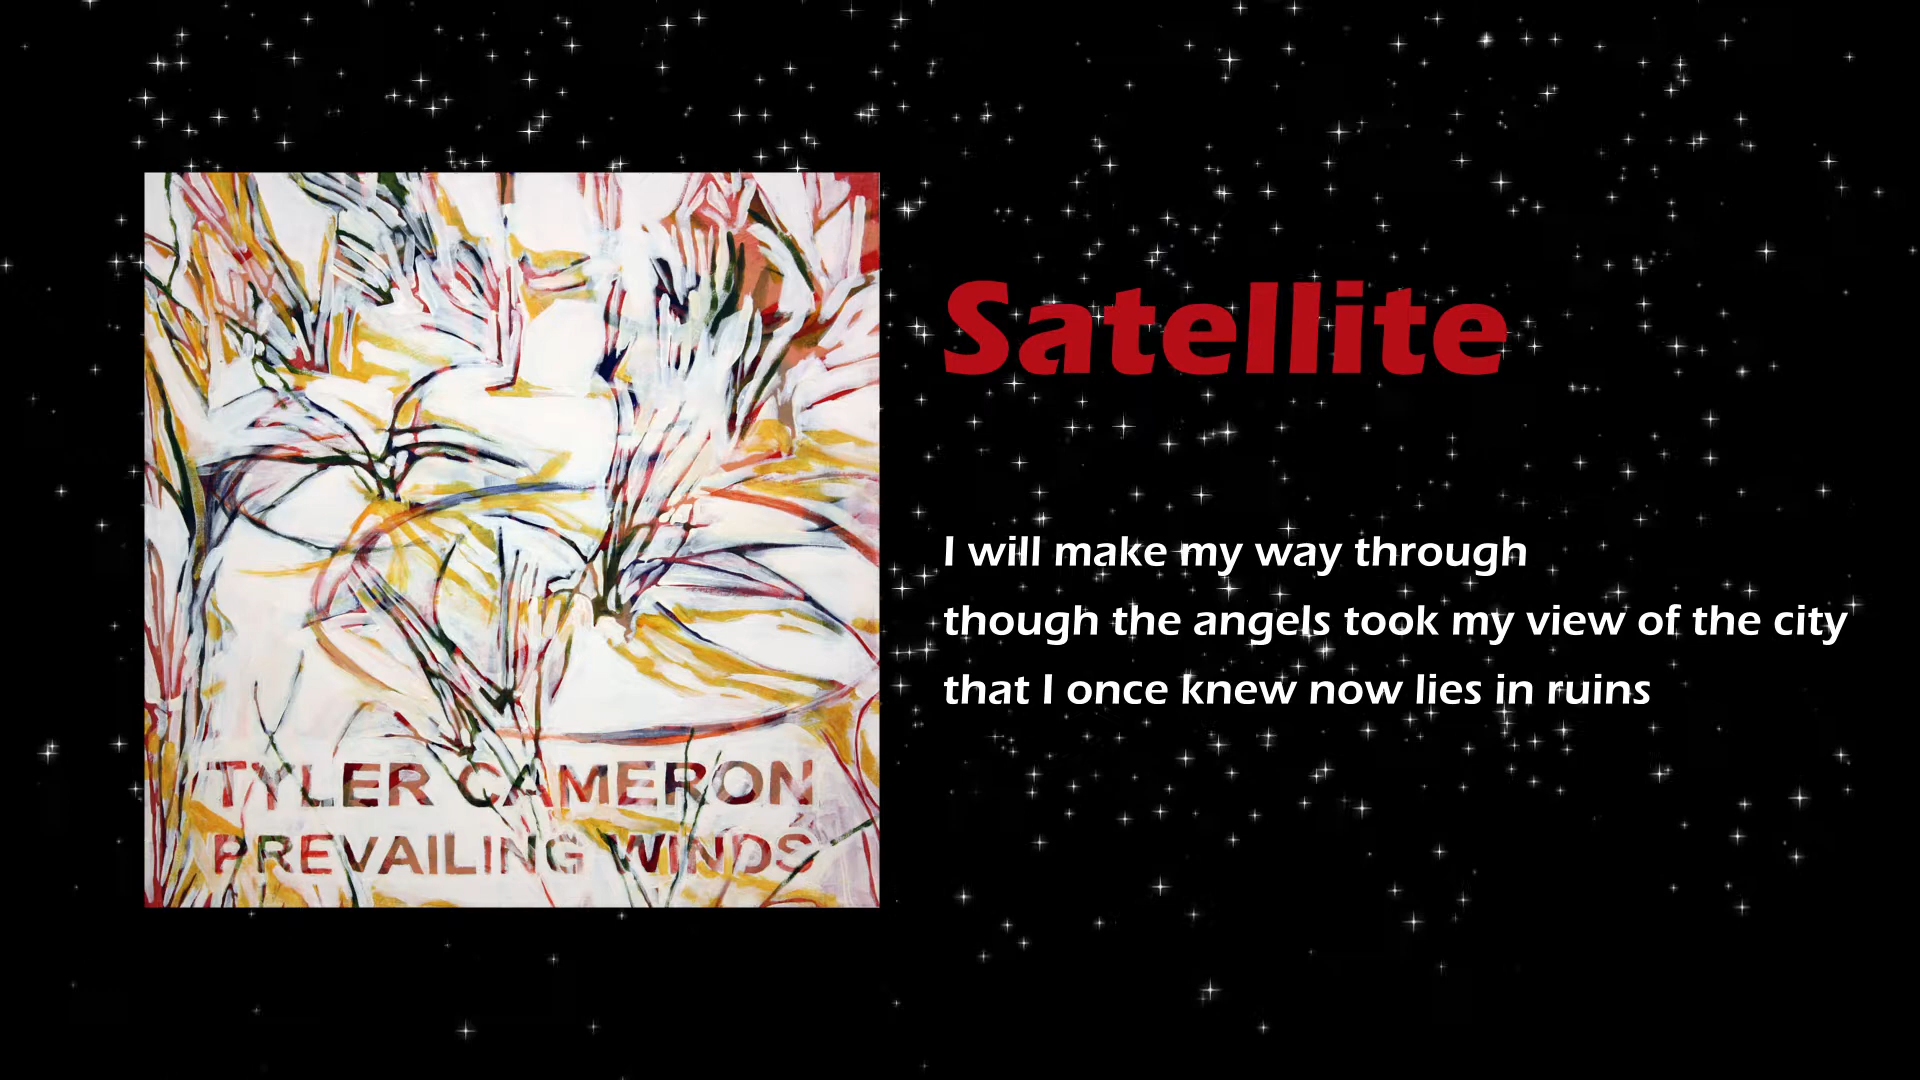 Satellite
I will make my way through
though the angels took my view of the city
that I once knew now lies in ruins
TYLER CAMERON
PREVAILING WINDS